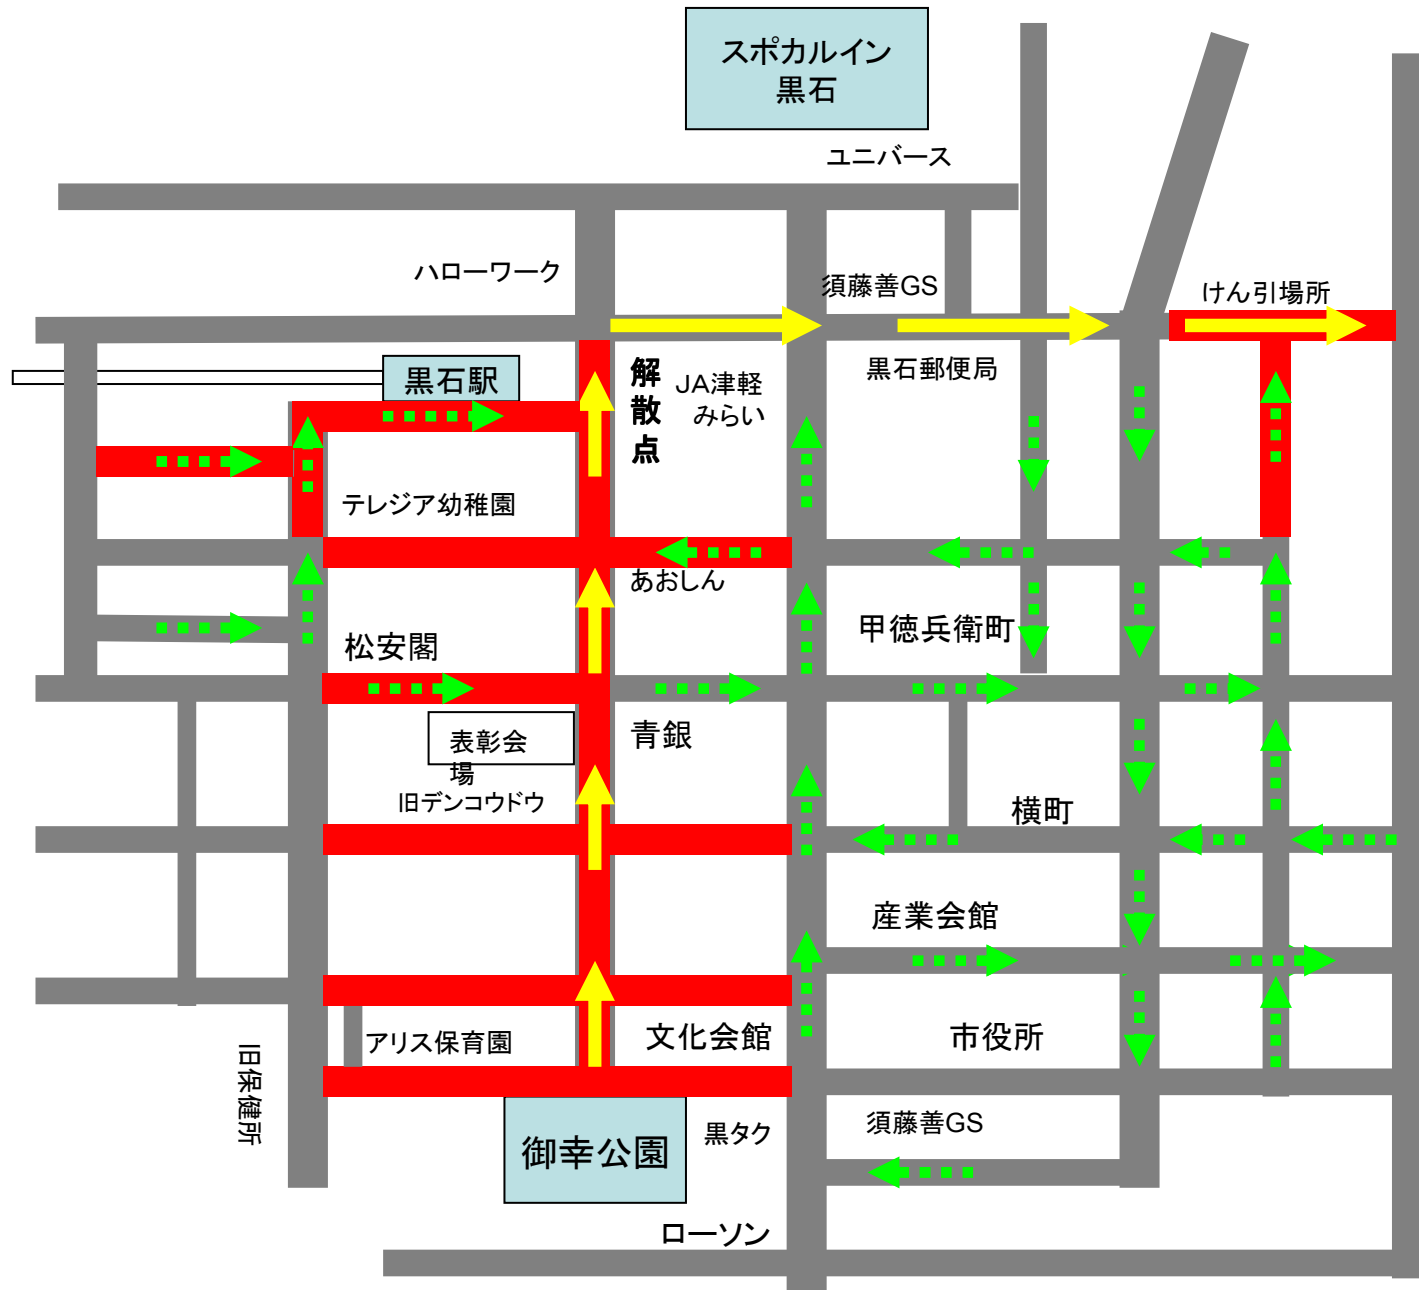 スポカルイン
黒石
ユニバース
ハローワーク
須藤善GS
けん引場所
黒石駅
解散点
JA津軽
みらい
黒石郵便局
テレジア幼稚園
あおしん
松安閣
甲徳兵衛町
表彰会
場
青銀
旧デンコウドウ
横町
産業会館
アリス保育園
文化会館
市役所
旧保健所
御幸公園
黒タク
須藤善GS
ローソン